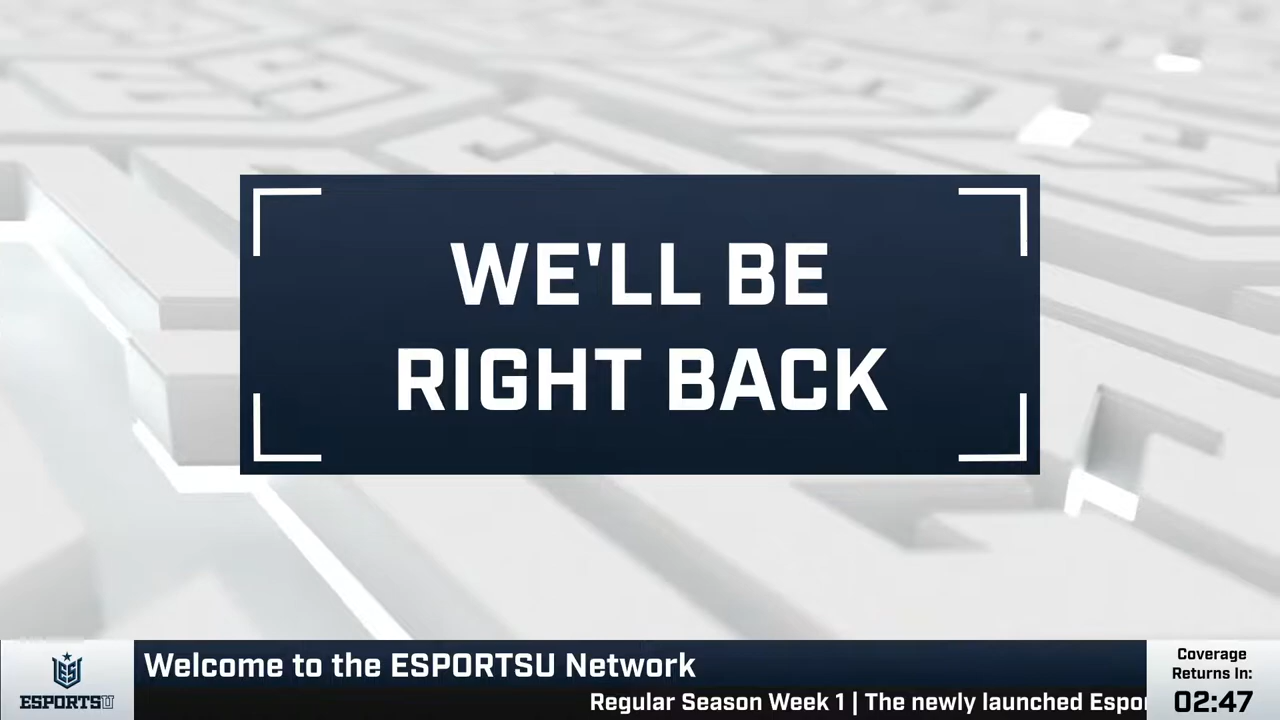 WE'LL BE
RIGHT BACK
Welcome to the ESPORTSU Network
Regular Season Week 1 | The newly launched Espor
ESPORTSU
Coverage
Returns In:
02:47